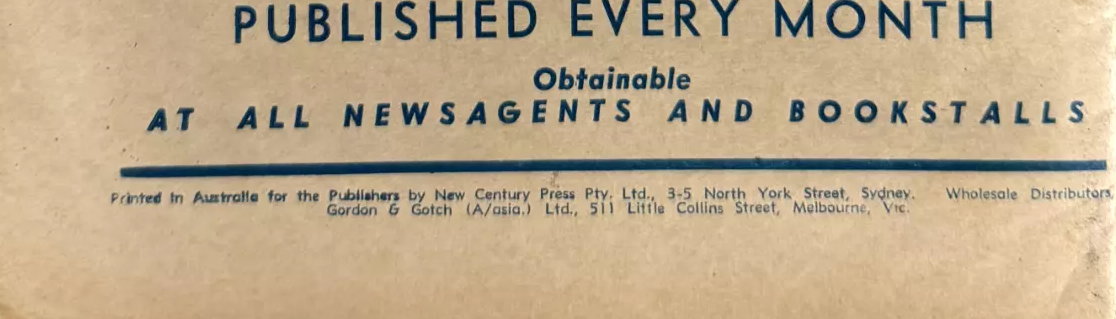 PUBLISHED EVERY MONTH
Obtainable
AT ALL NEWSAGENTS AND BOOKSTALLS
Printed In Australia for the Publishers by New Century Press Pty. Ltd., 3-5 North York Street, Sydney. Wholesale Distributors
Gordon & Gotch (A/asia.) Ltd., 511 Little Collins Street, Melbourne, Vic.